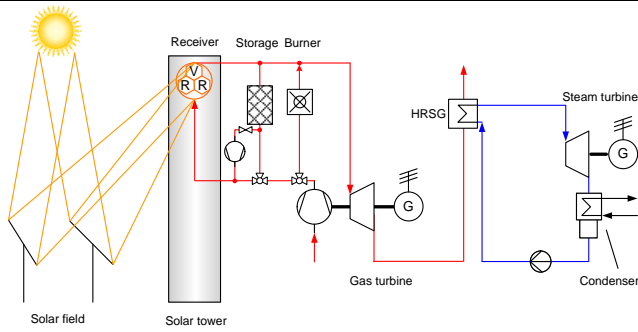 Receiver
Storage
Burner
V
R R
HRSG
Steam turbine
G
G
Gas turbine
Condenser
Solar field
Solar tower